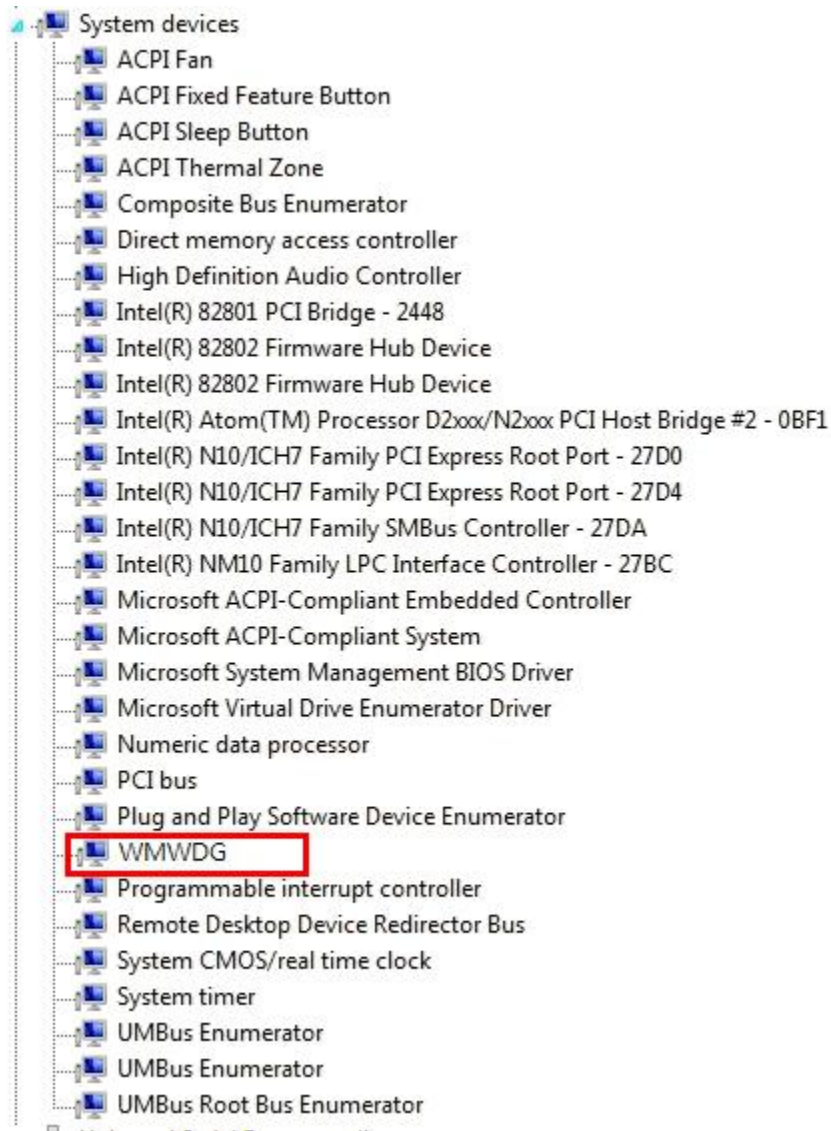 System devices
ACPI Fan
ACPI Fixed Feature Button
ACPI Sleep Button
ACPI Thermal Zone
Composite Bus Enumerator
Direct memory access controller
High Definition Audio Controller
Intel(R) 82801 PCI Bridge - 2448
Intel(R) 82802 Firmware Hub Device
Intel(R) 82802 Firmware Hub Device
Intel(R) Atom(TM) Processor D2xxx/N2xxx PCI Host Bridge #2 - 0BF1
Intel(R) N10/ICH7 Family PCI Express Root Port - 27D0
Intel(R) N10/ICH7 Family PCI Express Root Port - 27D4
Intel(R) N10/ICH7 Family SMBus Controller - 27DA
Intel(R) NM10 Family LPC Interface Controller - 27BC
Microsoft ACPI-Compliant Embedded Controller
Microsoft ACPI-Compliant System
Microsoft System Management BIOS Driver
Microsoft Virtual Drive Enumerator Driver
Numeric data processor
PCI bus
Plug and Play Software Device Enumerator
WMWDG
Programmable interrupt controller
Remote Desktop Device Redirector Bus
System CMOS/real time clock
System timer
UMBus Enumerator
UMBus Enumerator
UMBus Root Bus Enumerator